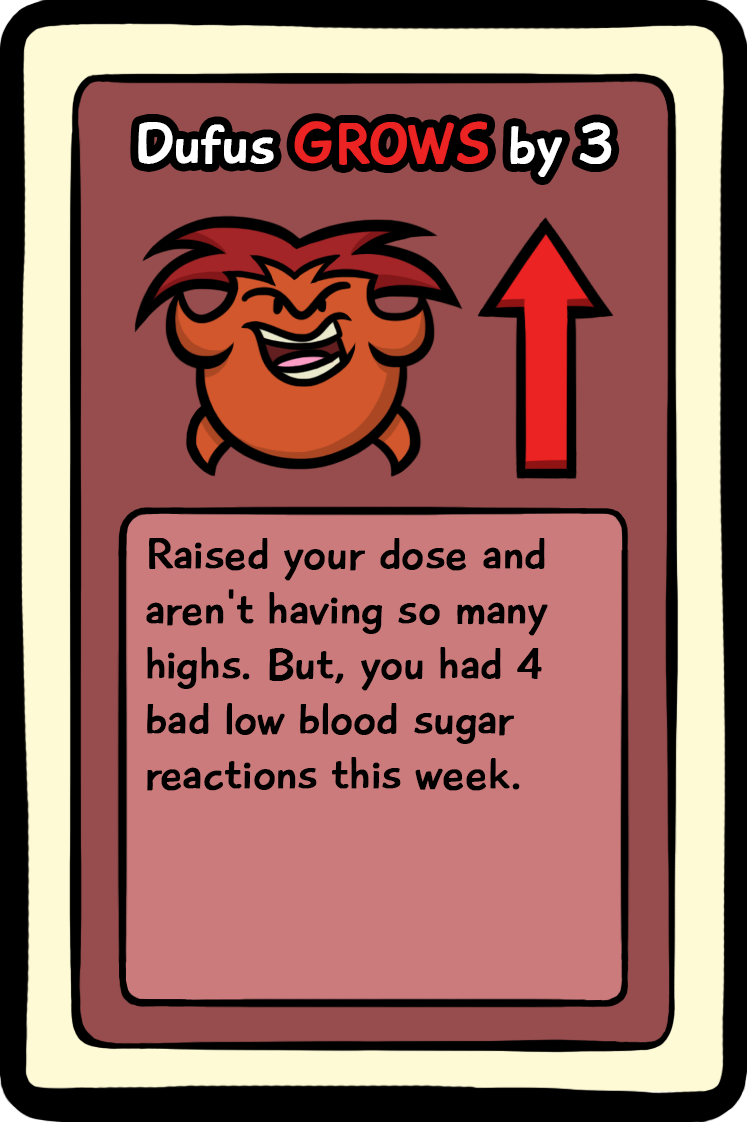 Dufus GROWS by 3
Raised your dose and
aren't having so many
highs. But, you had 4
bad low blood sugar
reactions this week.